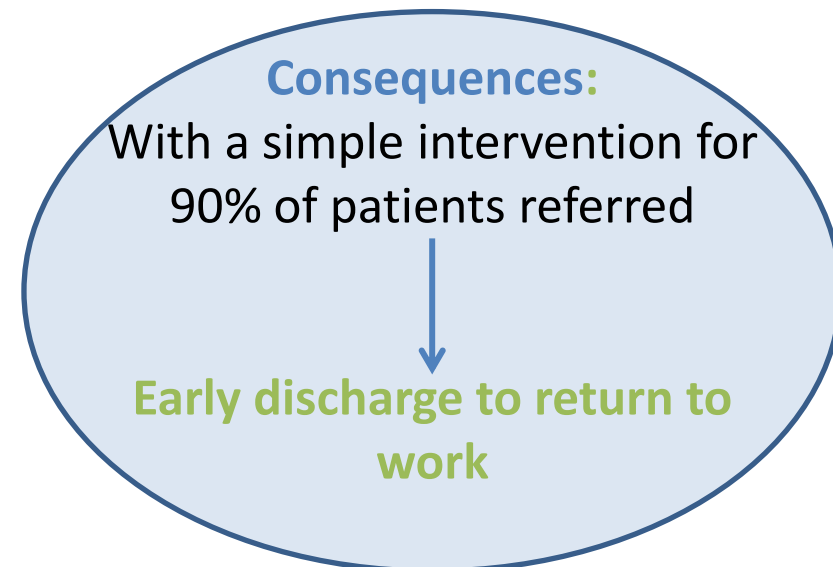 Consequences:
With a simple intervention for
90% of patients referred
Early discharge to return to
work